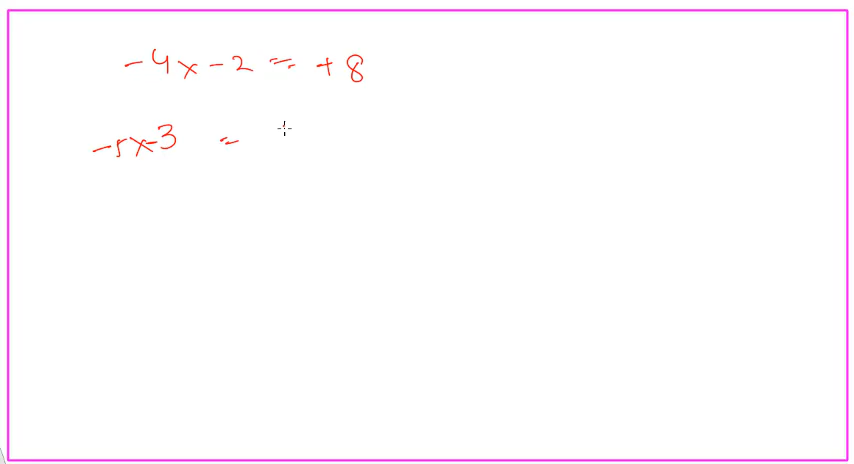 -4x-2 = +8
-5x-3 =